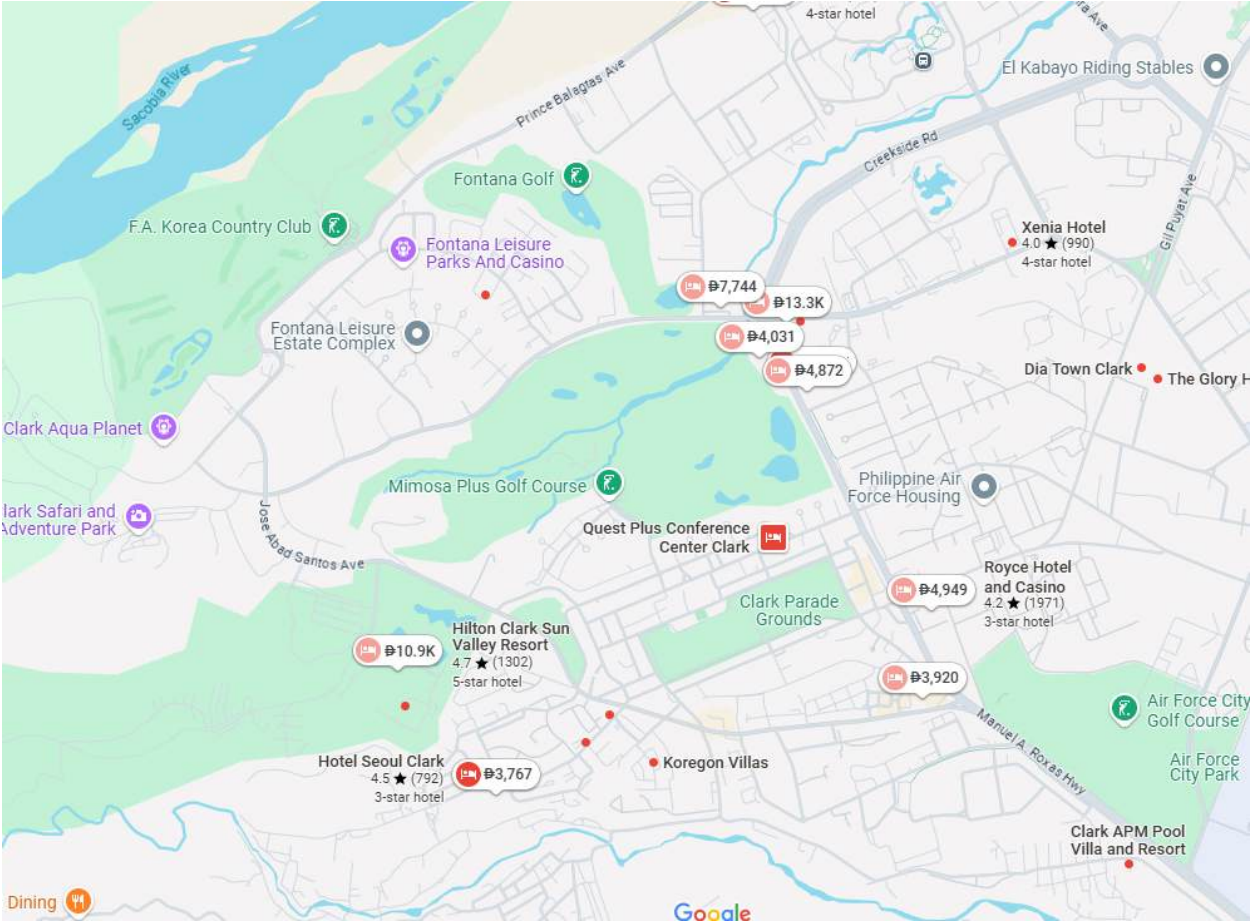 4-star hotel
El Kabayo Riding Stables
Sacobia River
Prince Balagtas Ave
Creekside Rd
Fontana Golf
Gil Puyat Ave
F.A. Korea Country Club
Xenia Hotel
4.0 ★ (990)
4-star hotel
Fontana Leisure
Parks And Casino
₱7,744
₱13.3K
Fontana Leisure
Estate Complex
₱4,031
₱4,872
Dia Town Clark
The Glory H
Clark Aqua Planet
Mimosa Plus Golf Course
Philippine Air
Force Housing
lark Safari and
Adventure Park
Jose Abad Santos Ave
Quest Plus Conference
Center Clark
Royce Hotel
and Casino
4.2 ★ (1971)
3-star hotel
₱4,949
Clark Parade
Grounds
Hilton Clark Sun
Valley Resort
4.7 ★ (1302)
5-star hotel
₱10.9K
₱3,920
Air Force City
Golf Course
Manuel A. Roxas Hwy
Air Force
City Park
Hotel Seoul Clark
4.5 ★ (792)
3-star hotel
₱3,767
Koregon Villas
Clark APM Pool
Villa and Resort
Dining
Google